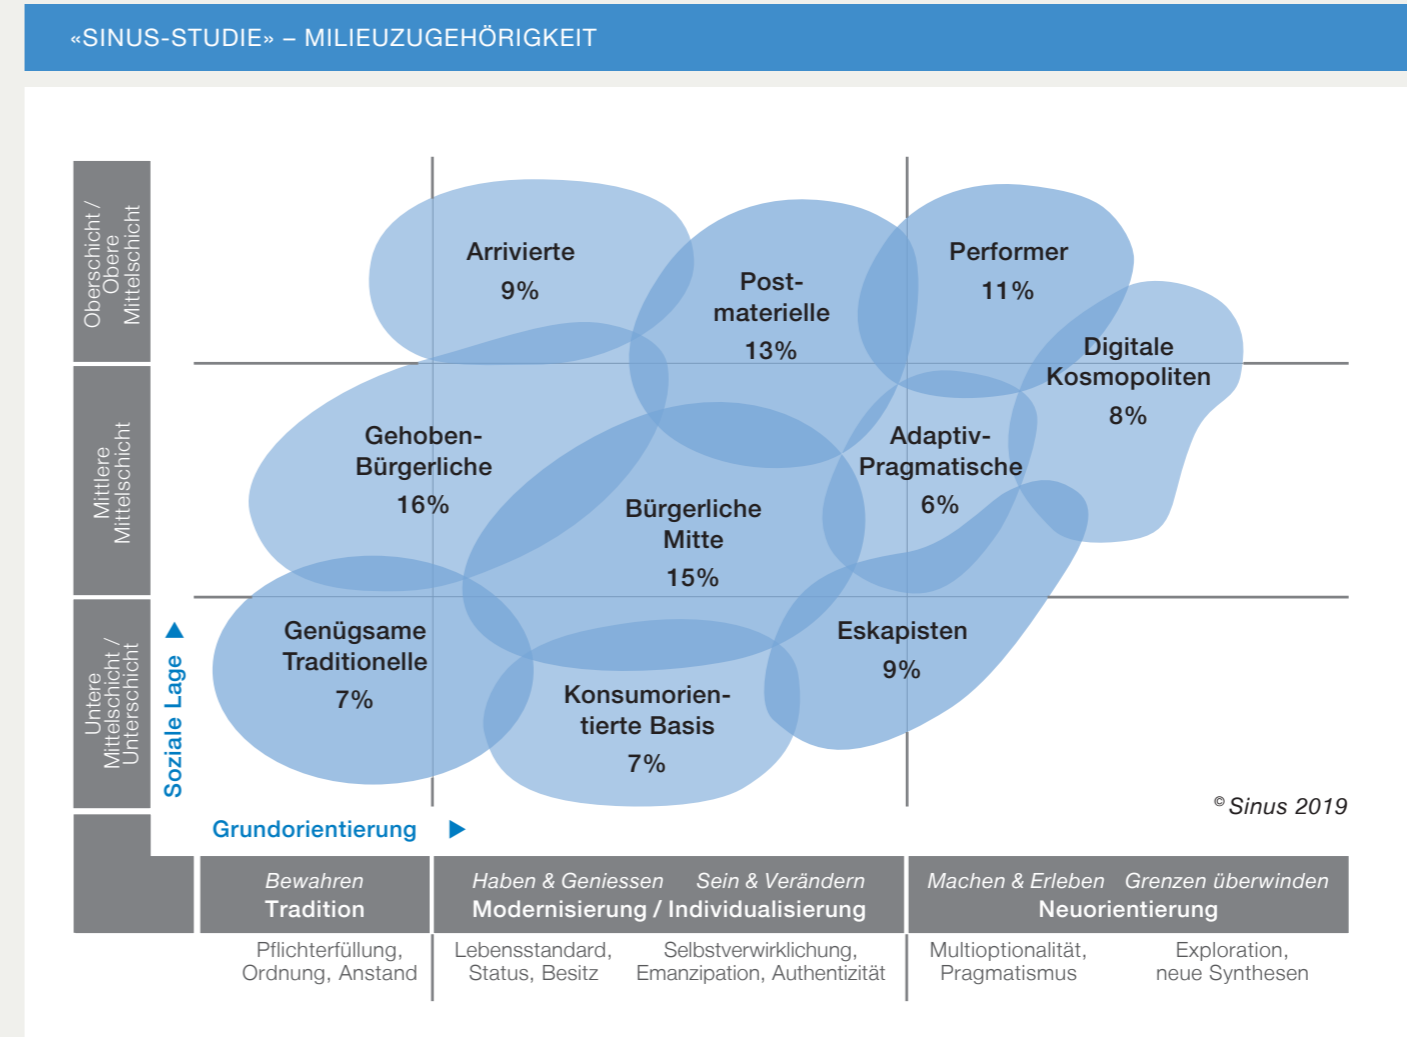 «SINUS-STUDIE» – MILIEUZUGEHÖRIGKEIT
Oberschicht /
Obere
Mittelschicht
Mittlere
Mittelschicht
Untere
Mittelschicht /
Unterschicht
Soziale Lage ▶
Arrivierte
9%
Post-
materielle
13%
Performer
11%
Digitale
Kosmopoliten
8%
Gehoben-
Bürgerliche
16%
Adaptiv-
Pragmatische
6%
Bürgerliche
Mitte
15%
Genügsame
Traditionelle
7%
Eskapisten
9%
Konsumorien-
tierte Basis
7%
© Sinus 2019
Grundorientierung ▶
Bewahren
Tradition
Haben & Geniessen Sein & Verändern
Modernisierung / Individualisierung
Machen & Erleben Grenzen überwinden
Neuorientierung
Pflichterfüllung,
Ordnung, Anstand
Lebensstandard,
Status, Besitz
Selbstverwirklichung,
Emanzipation, Authentizität
Multioptionalität,
Pragmatismus
Exploration,
neue Synthesen